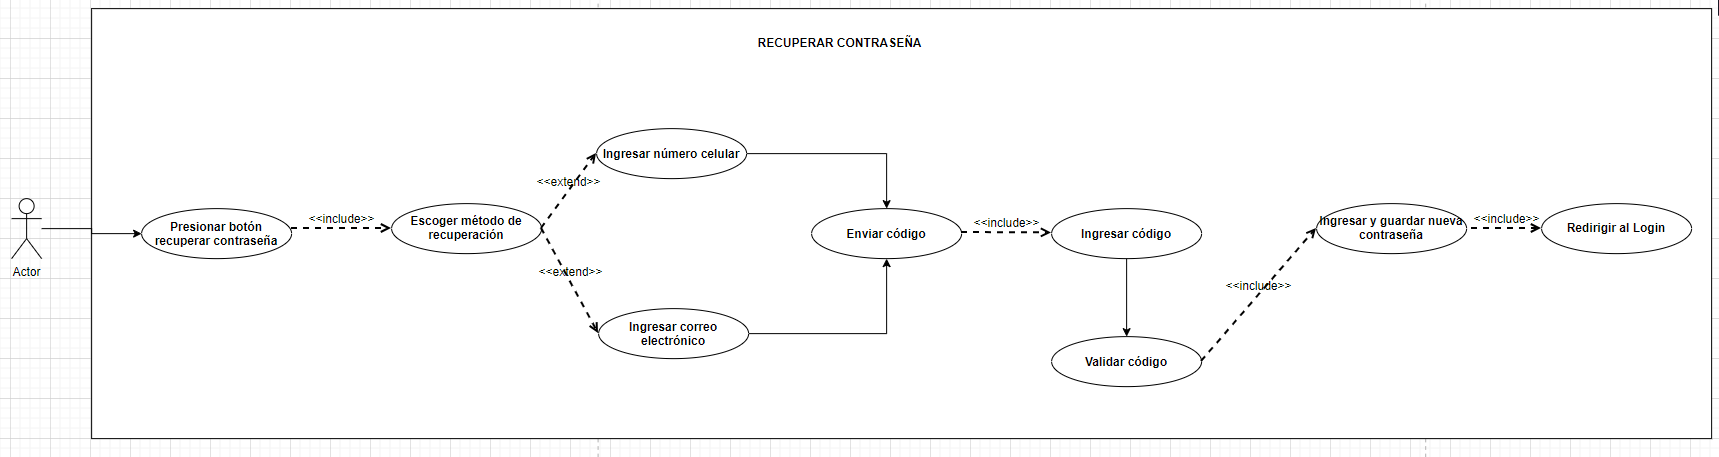 RECUPERAR CONTRASEÑA
Actor
Presionar botón
recuperar contraseña
<<include>>
Escoger método de
recuperación
<<extend>>
<<extend>>
Ingresar número celular
Ingresar correo
electrónico
Enviar código
<<include>>
Ingresar código
Validar código
<<include>>
Ingresar y guardar nueva
contraseña
<<include>>
Redirigir al Login